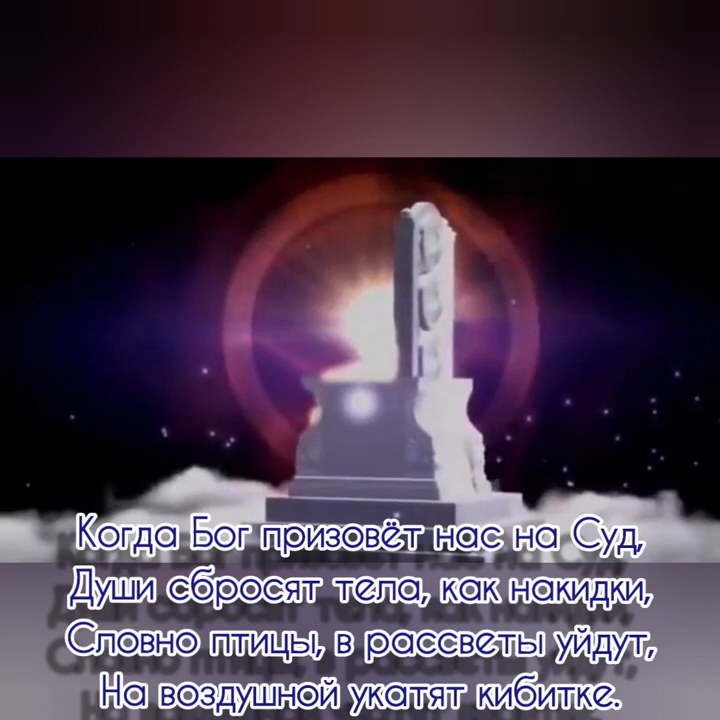 Когда Бог призовёт нас на Суд,
Души сбросят тела, как накидки,
Словно птицы, в рассветы уйдут,
На воздушной укатят кибитке.